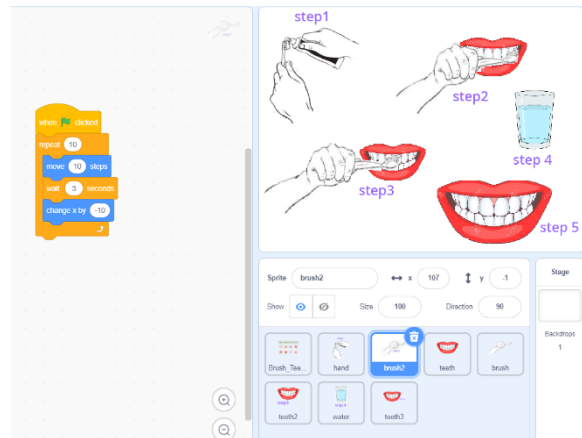 when clicked
repeat 10
move 10 steps
wait 3 seconds
change x by -10
step1
step2
step 4
step3
step 5
Sprite brush2 x 107 y -1
Show Size 100 Direction 90
Stage
Backdrops
1
Brush_Tee... hand brush2 teeth brush
teeth2 water teeth3